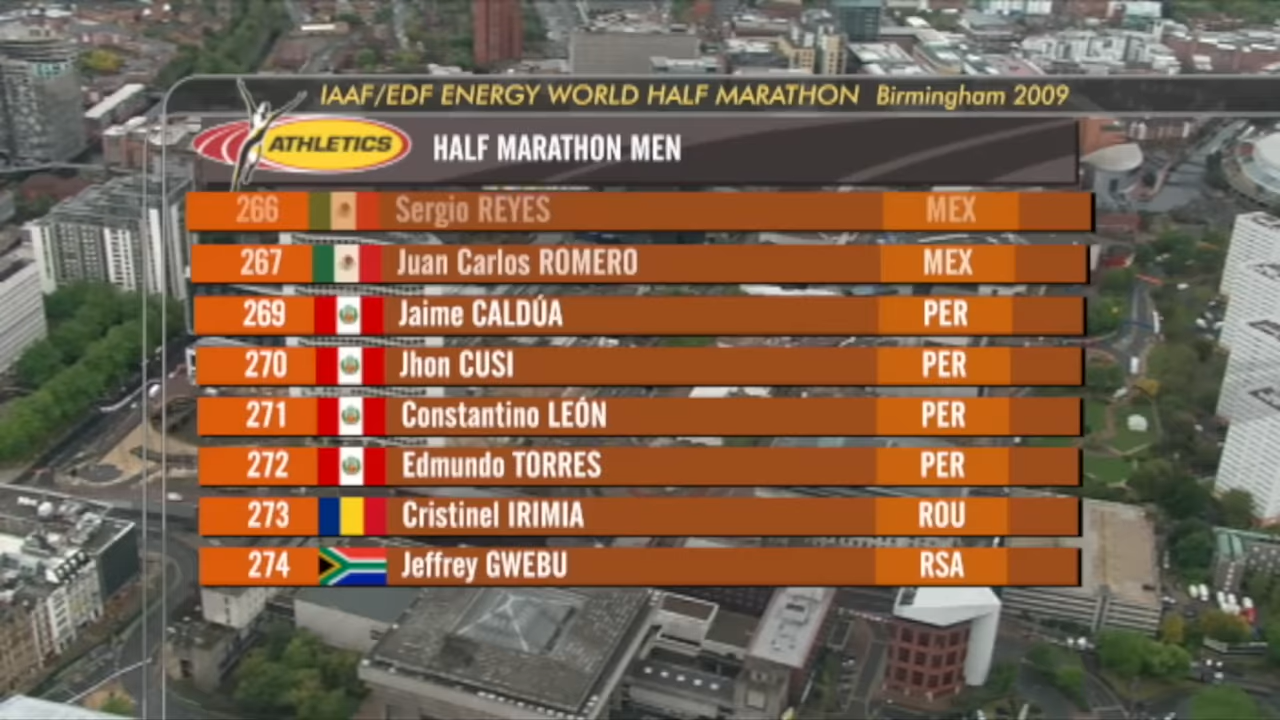 IAAF/EDF ENERGY WORLD HALF MARATHON Birmingham 2009
ATHLETICS HALF MARATHON MEN
266 Sergio REYES MEX
267 Juan Carlos ROMERO MEX
269 Jaime CALDÚA PER
270 Jhon CUSI PER
271 Constantino LEÓN PER
272 Edmundo TORRES PER
273 Cristinel IRIMIA ROU
274 Jeffrey GWEBU RSA